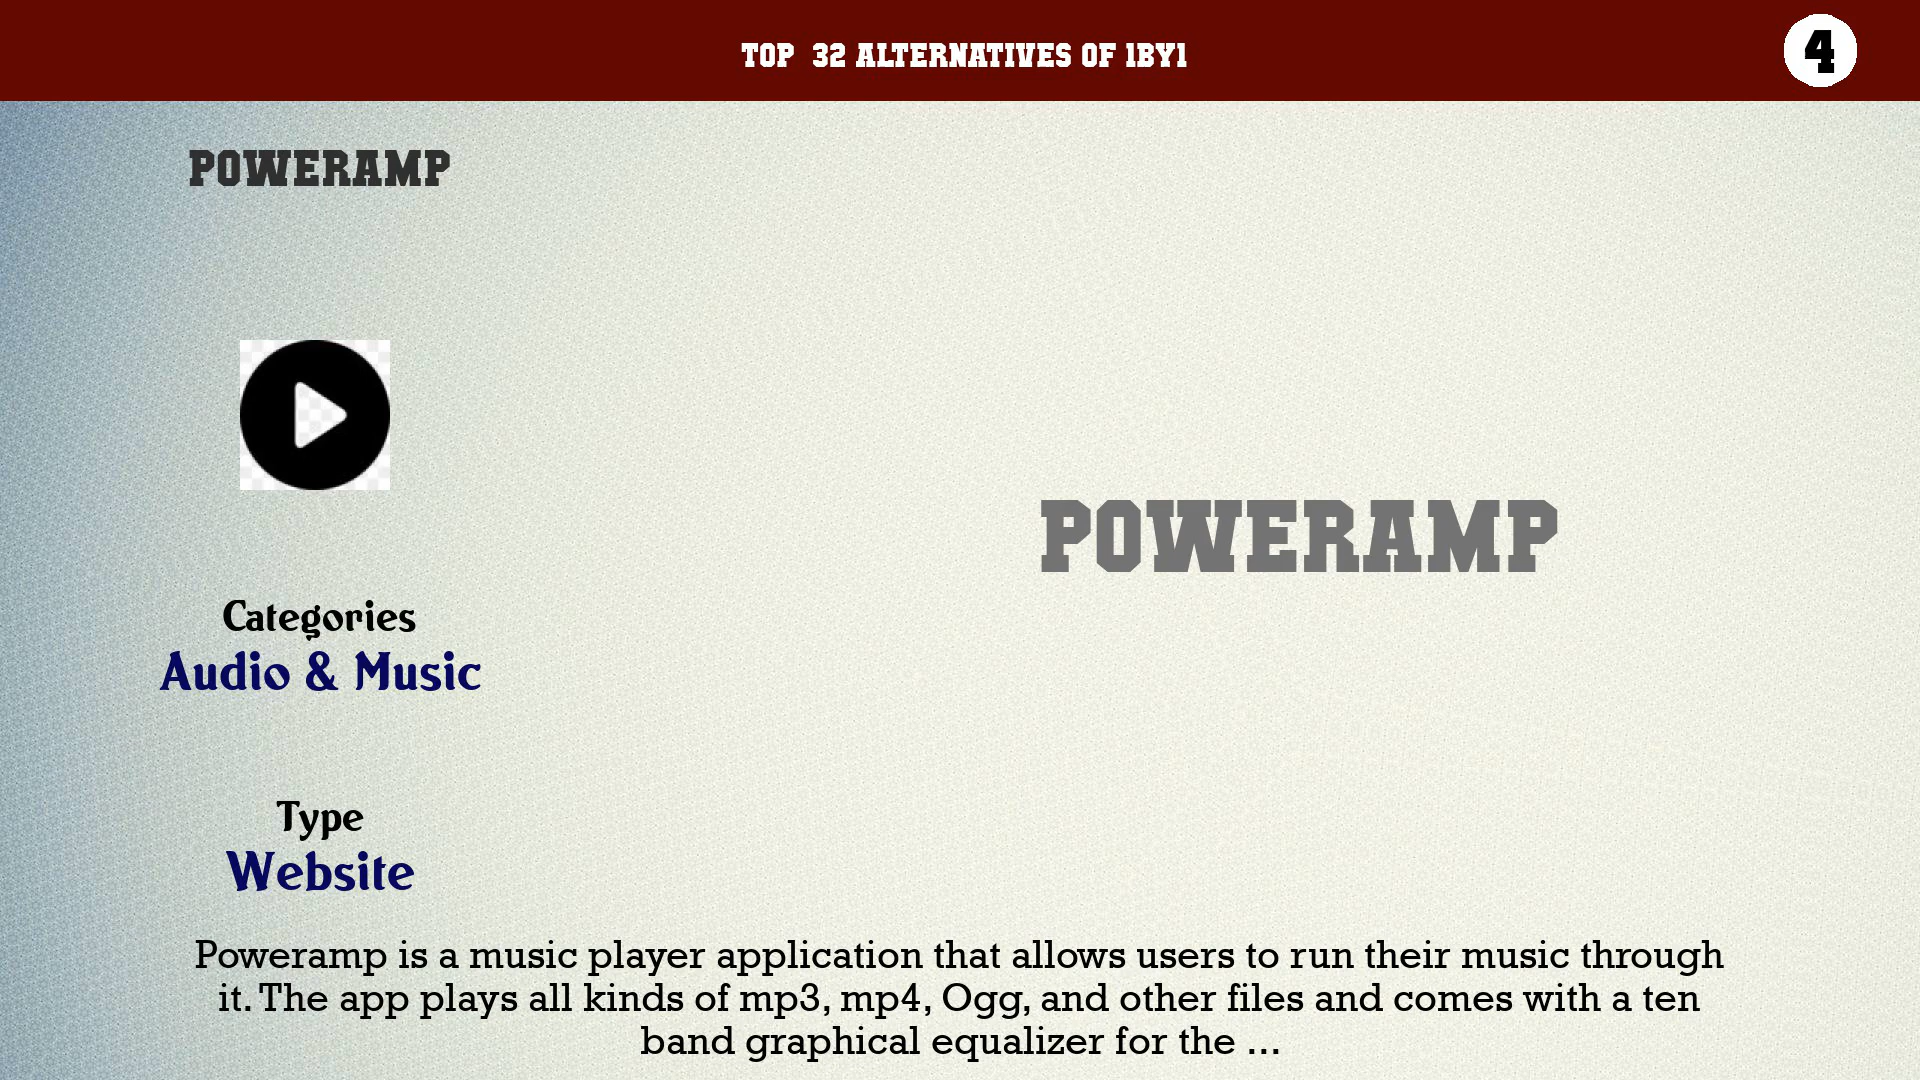 TOP 32 ALTERNATIVES OF 1BY1
4
POWERAMP
POWERAMP
Categories
Audio & Music
Type
Website
Poweramp is a music player application that allows users to run their music through
it. The app plays all kinds of mp3, mp4, Ogg, and other files and comes with a ten
band graphical equalizer for the ...